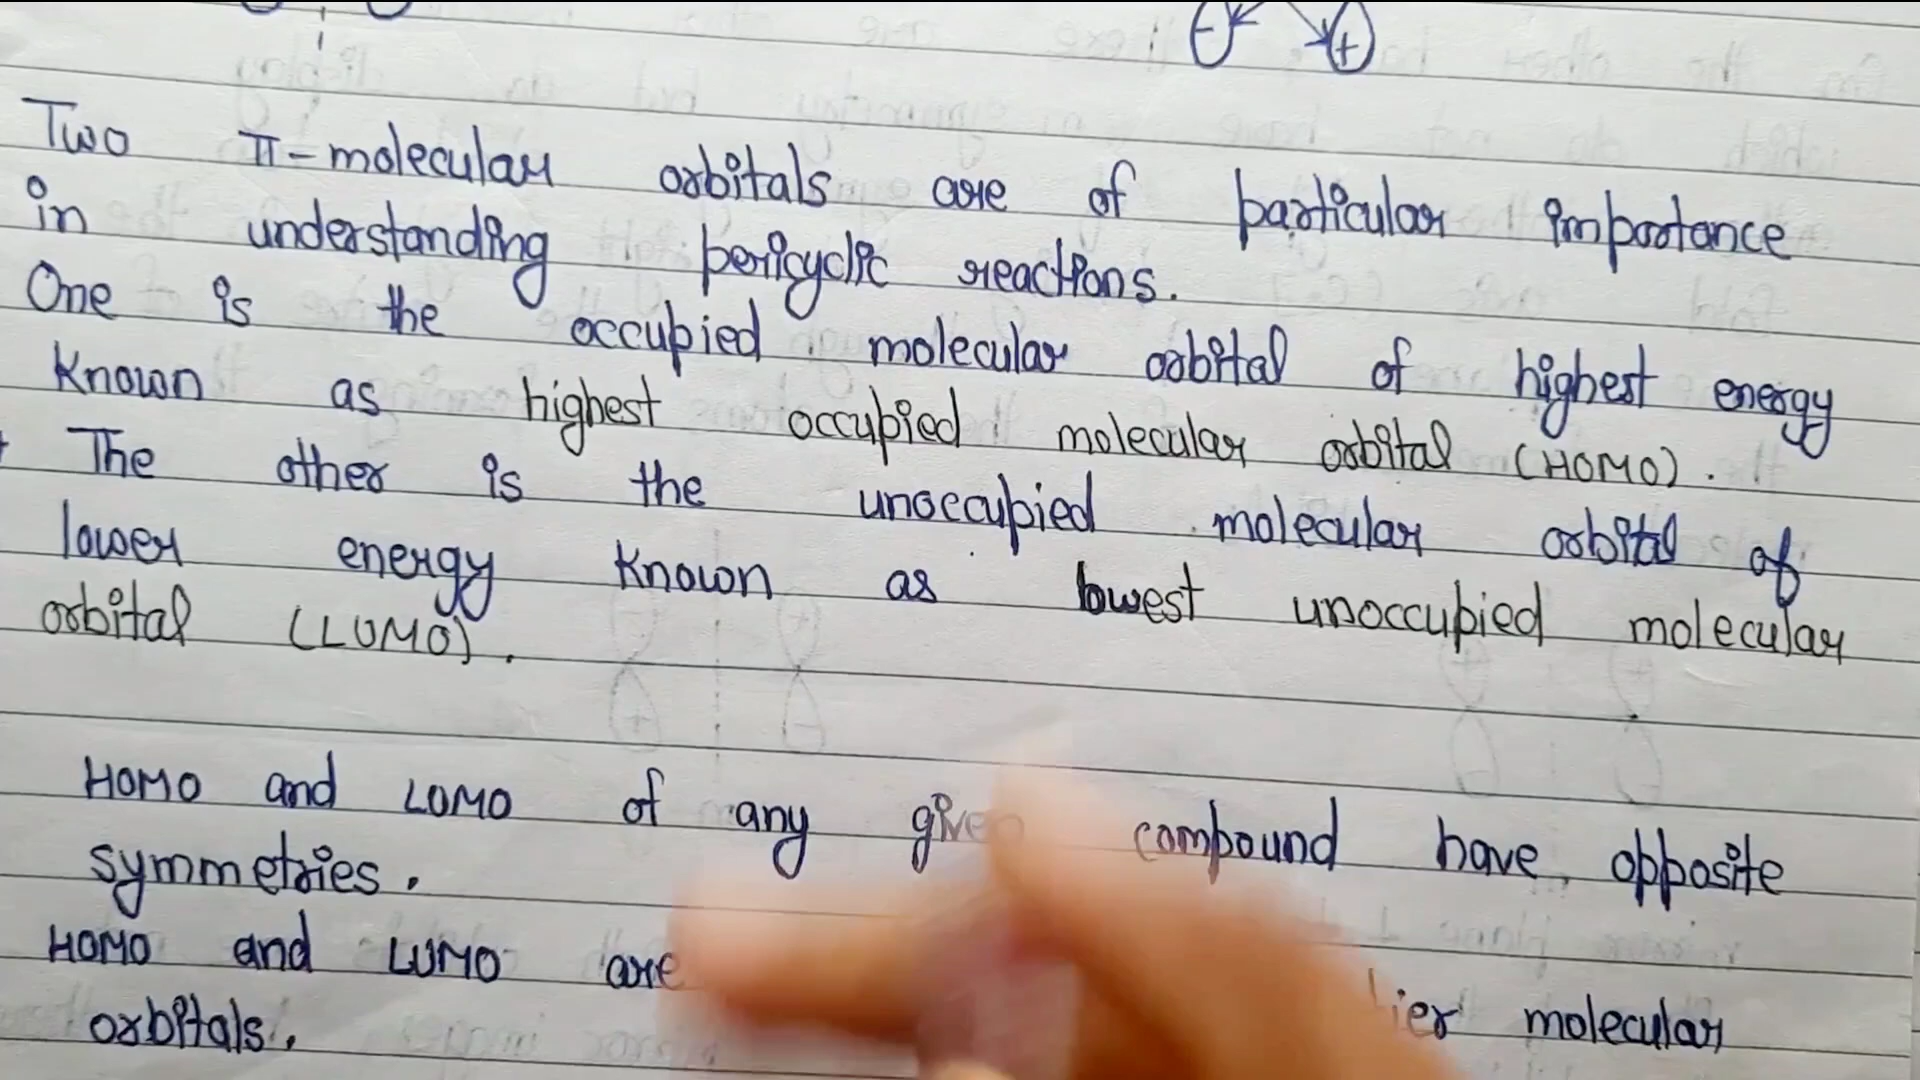 Two π-molecular orbitals are of particular importance
in understanding pericyclic reactions.
One is the occupied molecular orbital of highest energy
known as highest occupied molecular orbital (HOMO).
The other is the unoccupied molecular orbital of
lower energy known as lowest unoccupied molecular
orbital (LUMO).
HOMO and LUMO of any given compound have opposite
symmetries.
HOMO and LUMO are molecular
orbitals.